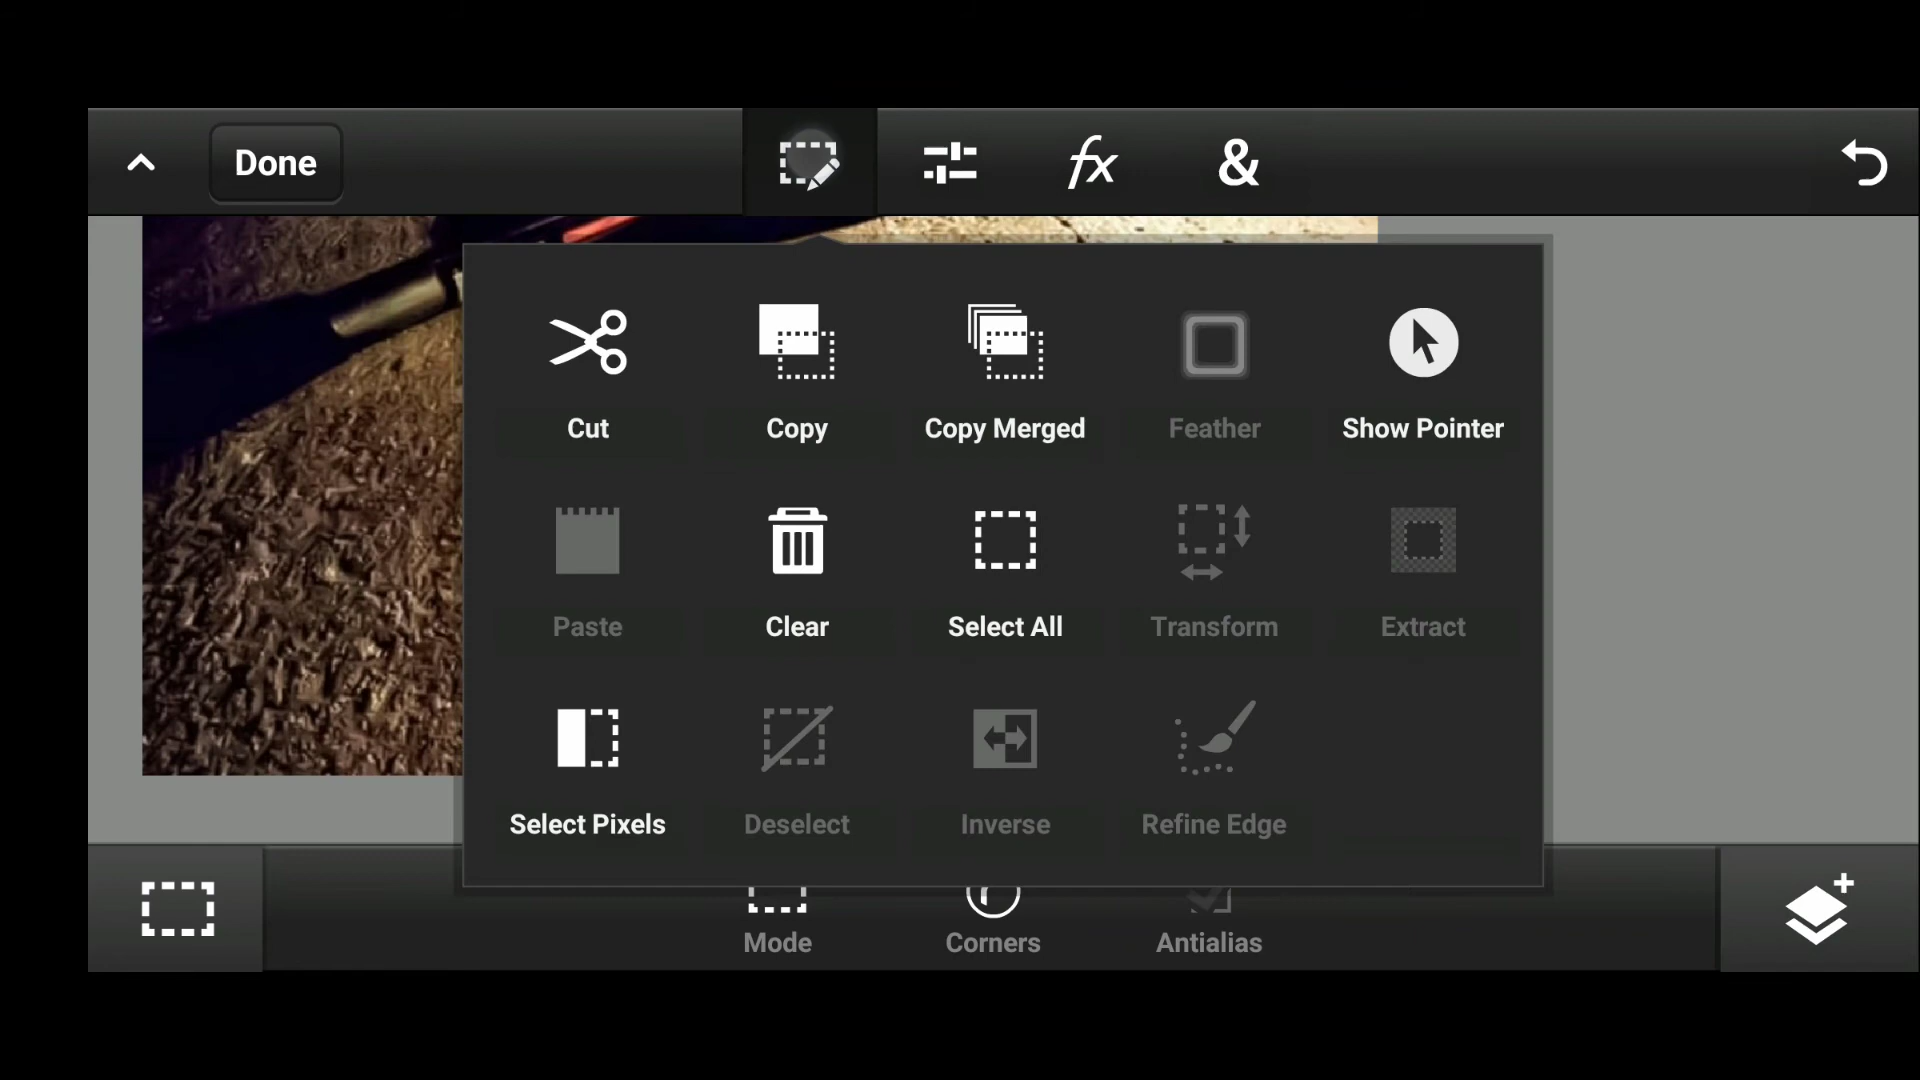 Done
fx
&
Cut
Copy
Copy Merged
Feather
Show Pointer
Paste
Clear
Select All
Transform
Extract
Select Pixels
Deselect
Inverse
Refine Edge
Mode
Corners
Antialias